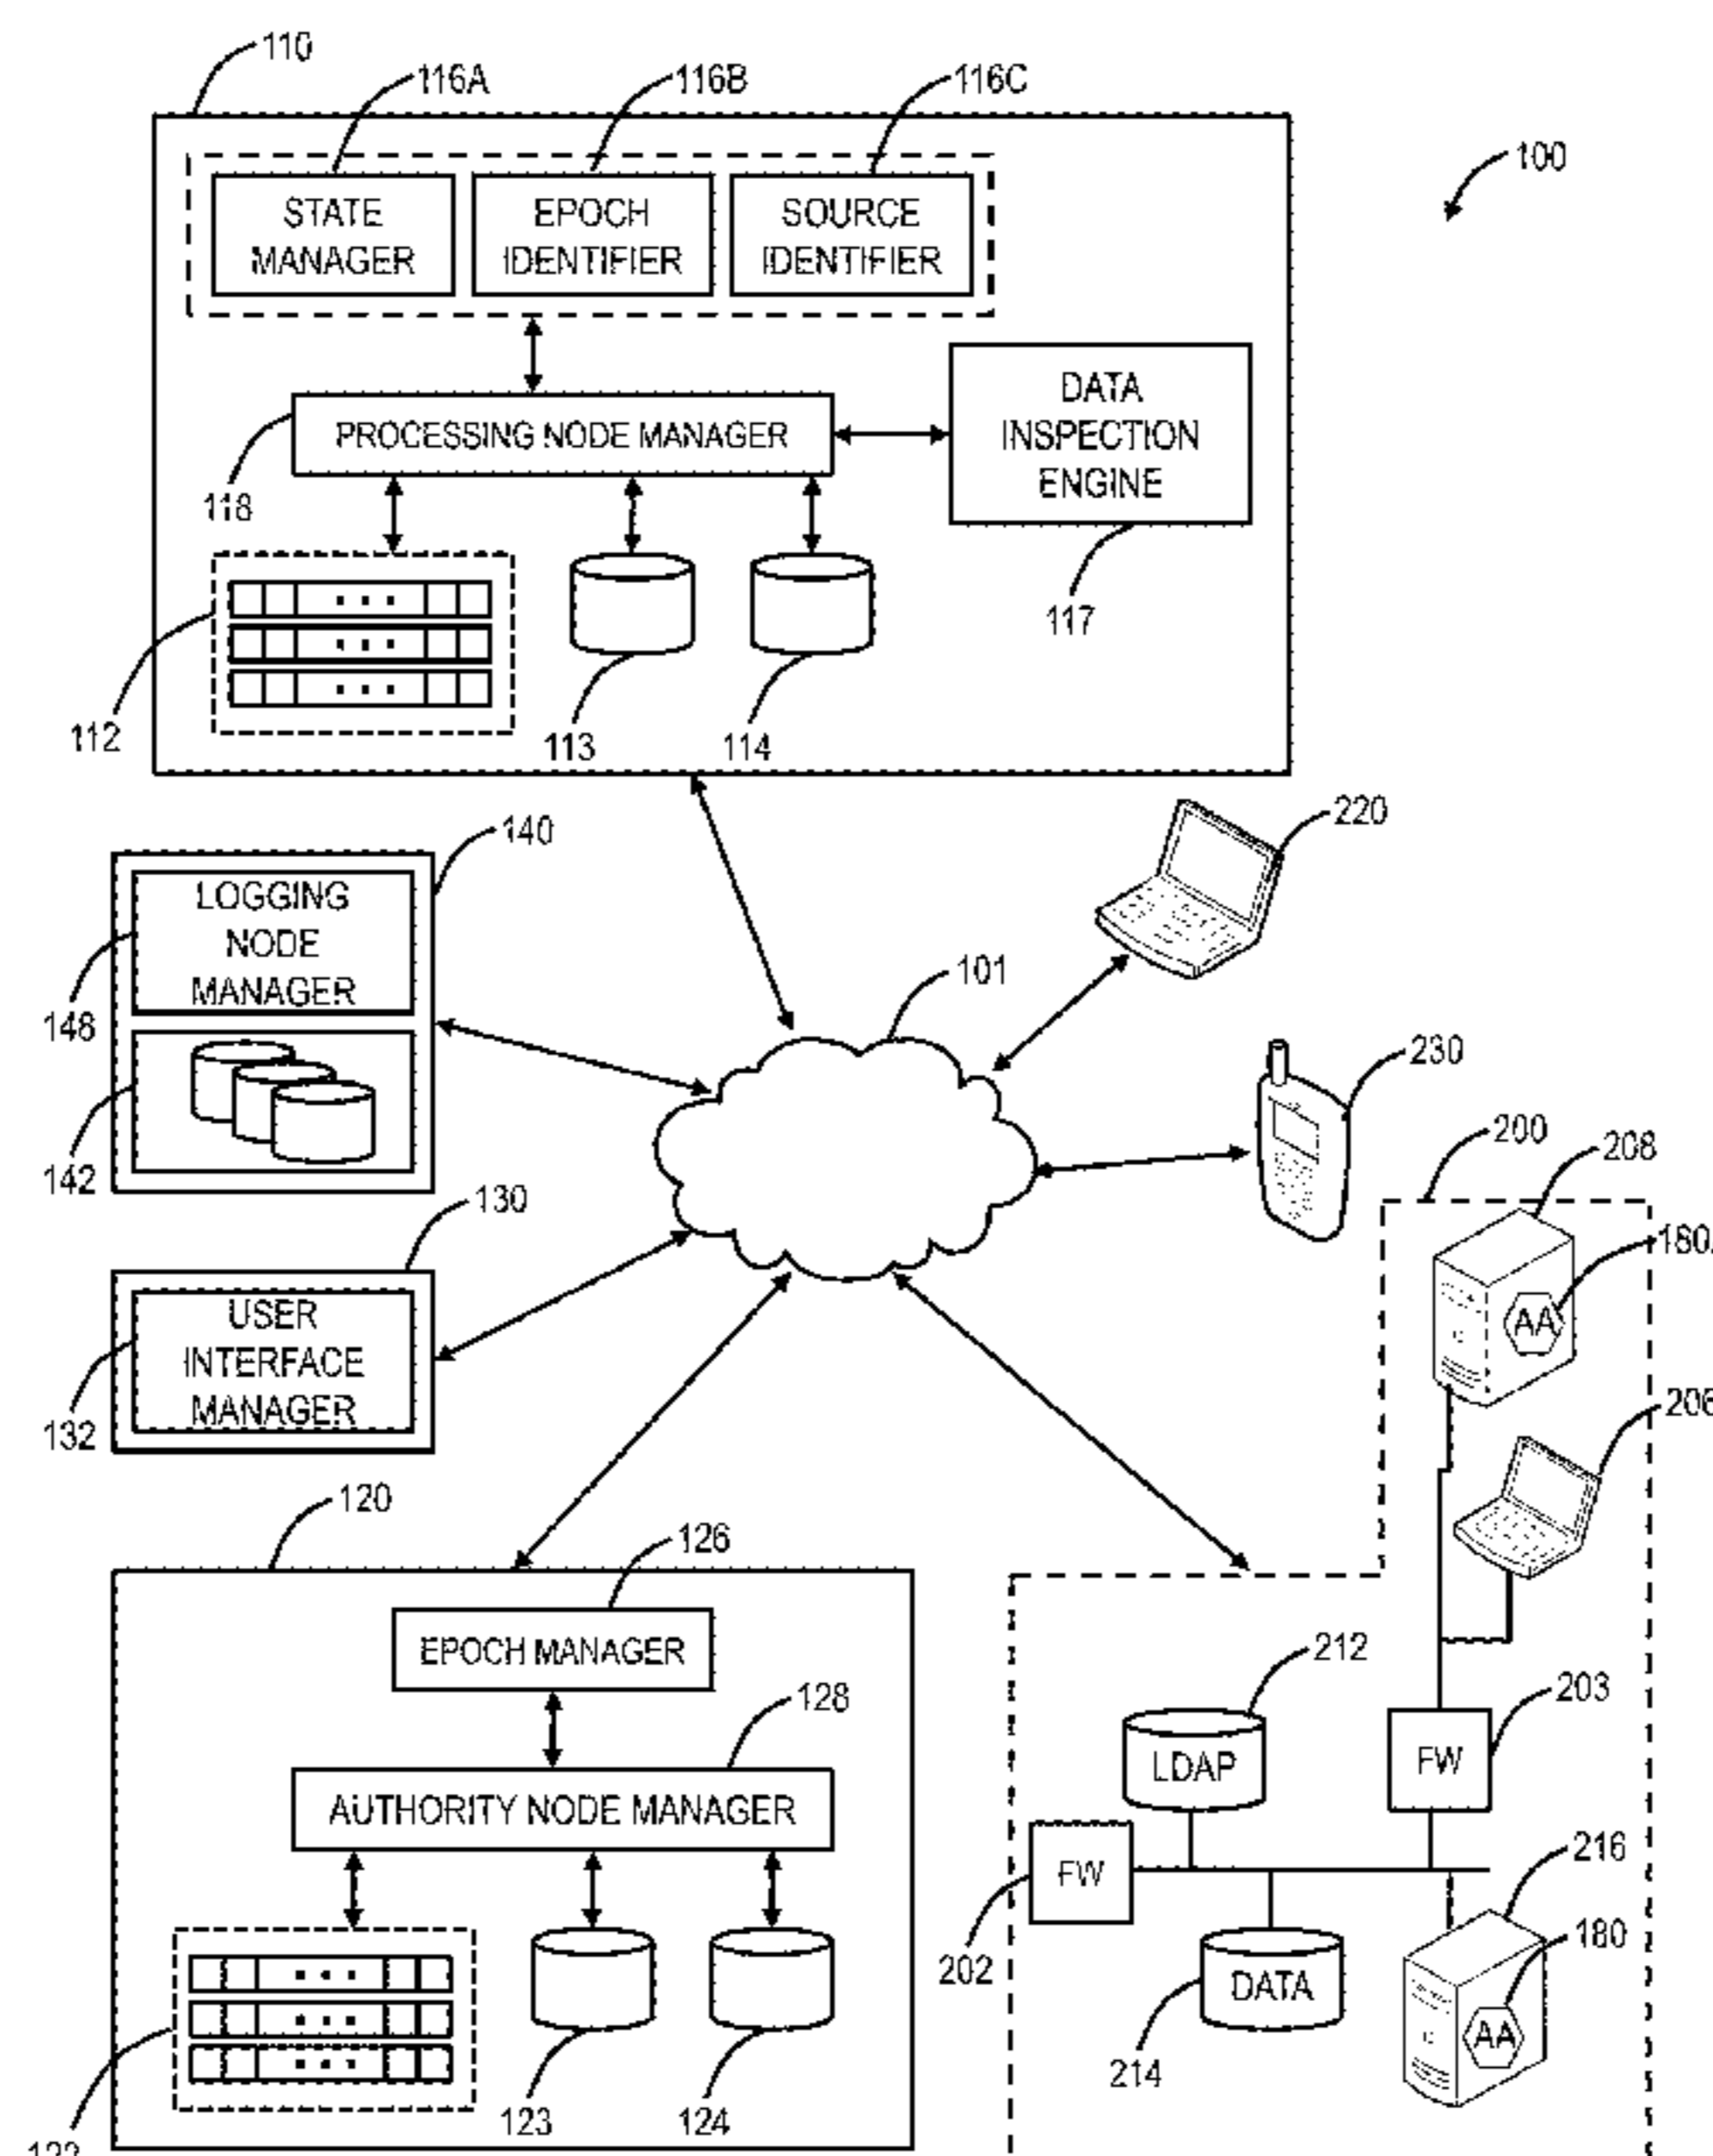 110
116A
116B
116C
100
STATE
MANAGER
EPOCH
IDENTIFIER
SOURCE
IDENTIFIER
PROCESSING NODE MANAGER
118
DATA
INSPECTION
ENGINE
117
112
113
114
140
LOGGING
NODE
MANAGER
148
142
220
101
230
130
USER
INTERFACE
MANAGER
132
200
208
AA
206
120
126
EPOCH MANAGER
128
AUTHORITY NODE MANAGER
123
124
212
LDAP
203
FW
202
FW
214
DATA
216
180
AA